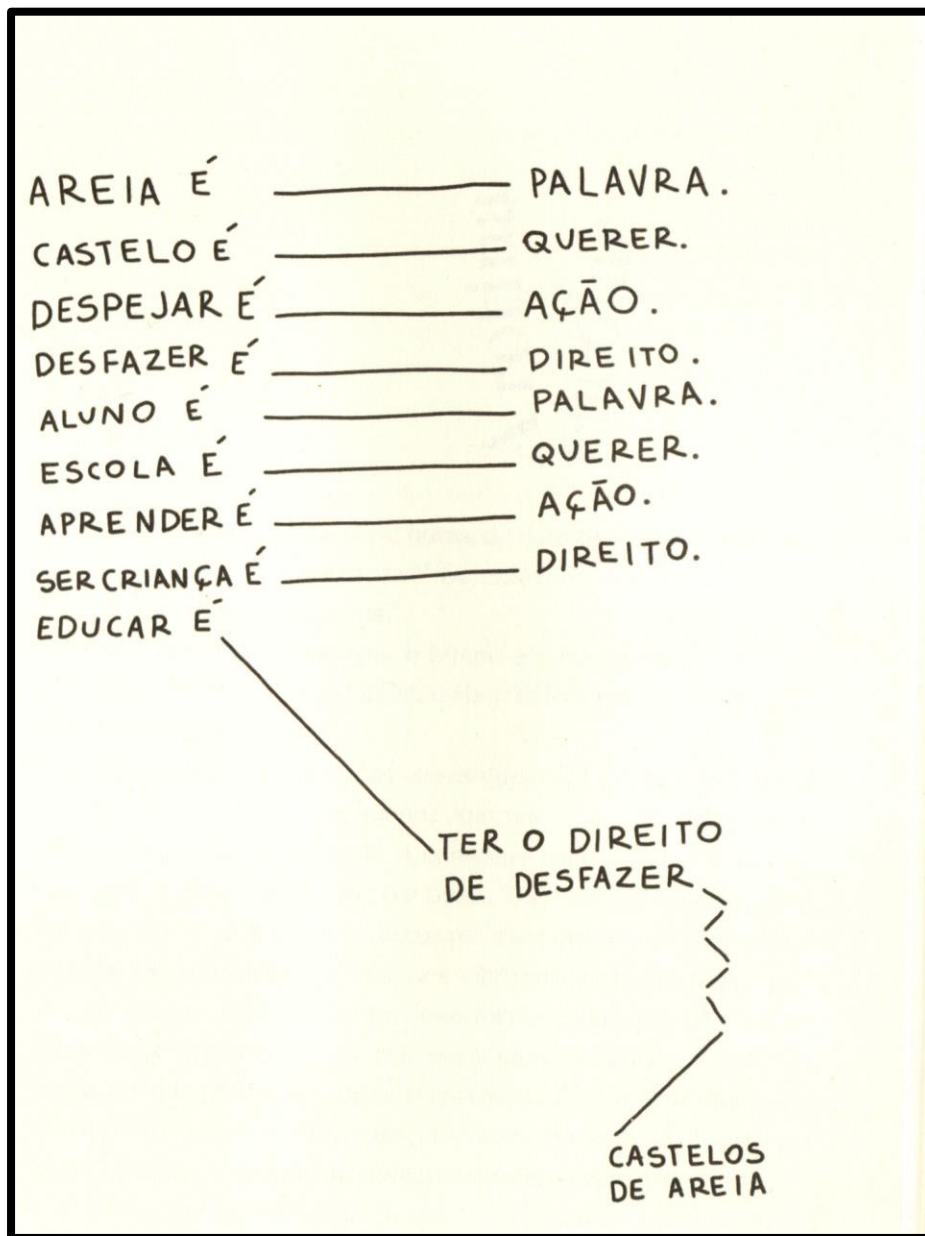 AREIA É PALAVRA.
CASTELO É QUERER.
DESPEJAR É AÇÃO.
DESFAZER É DIREITO.
ALUNO É PALAVRA.
ESCOLA É QUERER.
APRENDER É AÇÃO.
SER CRIANÇA É DIREITO.
EDUCAR É
TER O DIREITO
DE DESFAZER
CASTELOS
DE AREIA